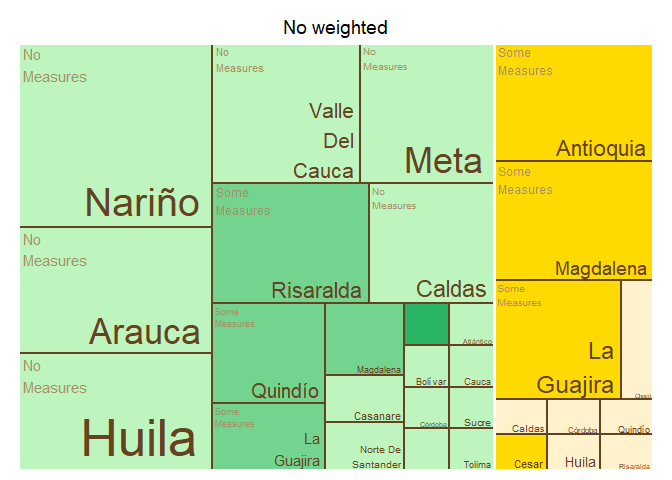 No weighted
No
Measures
Nariño
No
Measures
Arauca
No
Measures
Huila
No
Measures
Valle
Del
Cauca
No
Measures
Meta
Some
Measures
Risaralda
No
Measures
Caldas
Some
Measures
Quindío
Some
Measures
La
Guajira
Magdalena
Casanare
Norte De
Santander
Atlántico
Bolívar
Cauca
Córdoba
Sucre
Tolima
Some
Measures
Antioquia
Some
Measures
Magdalena
Some
Measures
La
Guajira
Chocó
Caldas
Córdoba
Quindío
Cesar
Huila
Risaralda